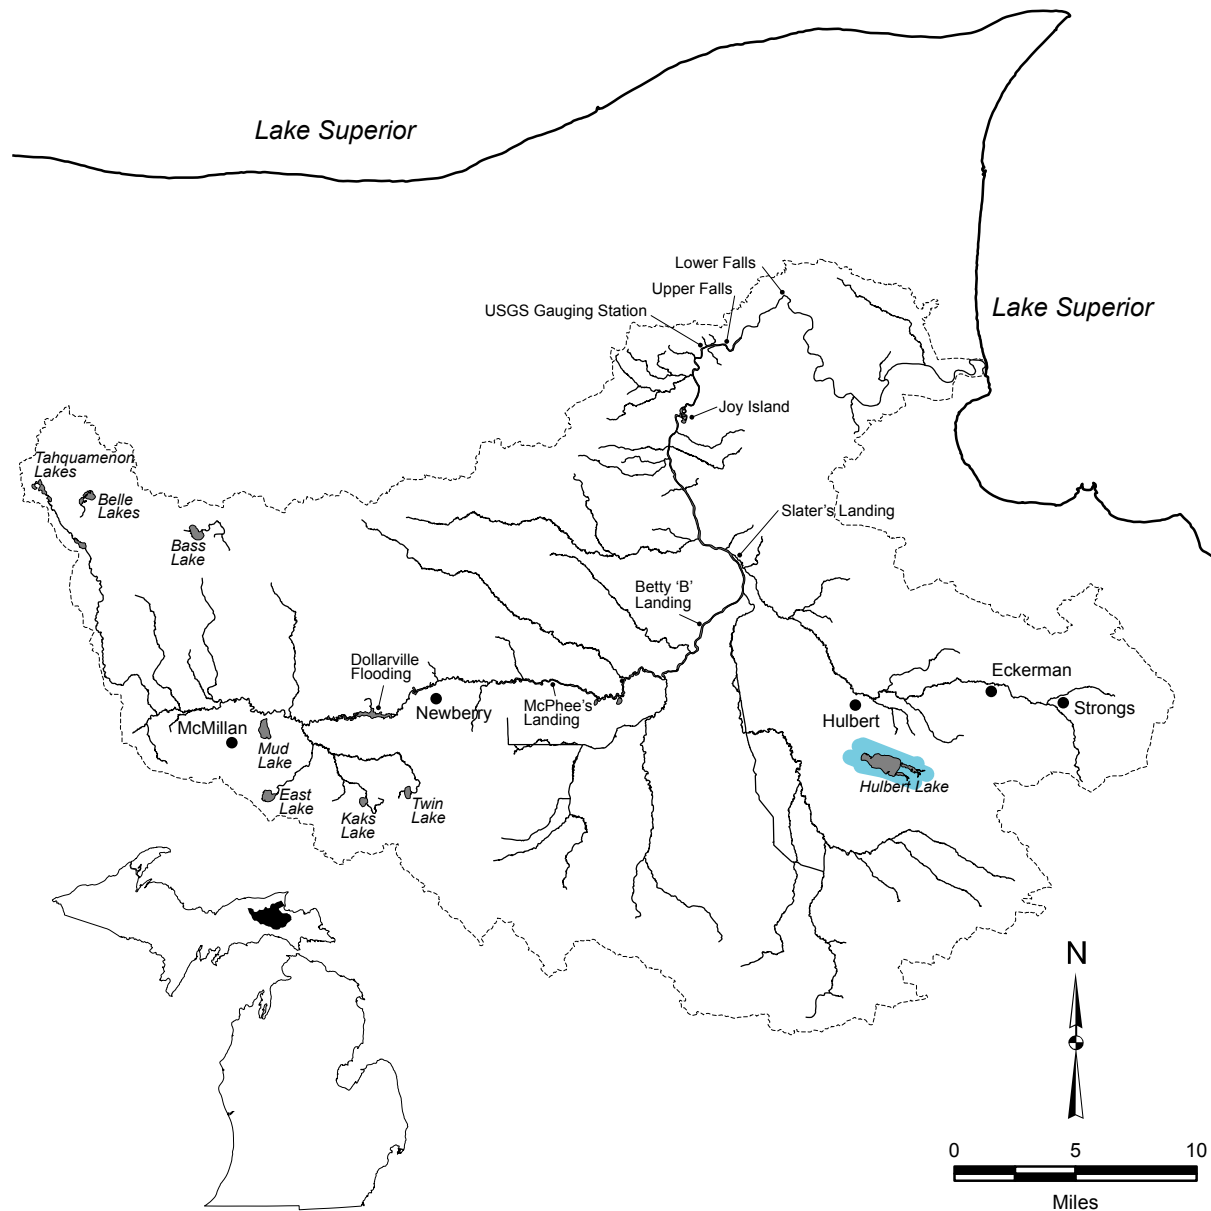 Lake Superior
Lower Falls
Upper Falls
USGS Gauging Station
Lake Superior
Joy Island
Tahquamenon
Lakes
Belle
Lakes
Bass
Lake
Slater's Landing
Betty ‘B’
Landing
Dollarville
Flooding
Eckerman
McPhee's
Landing
Newberry
Strongs
Hulbert
McMillan
Mud
Lake
Hulbert Lake
East
Lake
Kaks
Lake
Twin
Lake
N
0 5 10
Miles